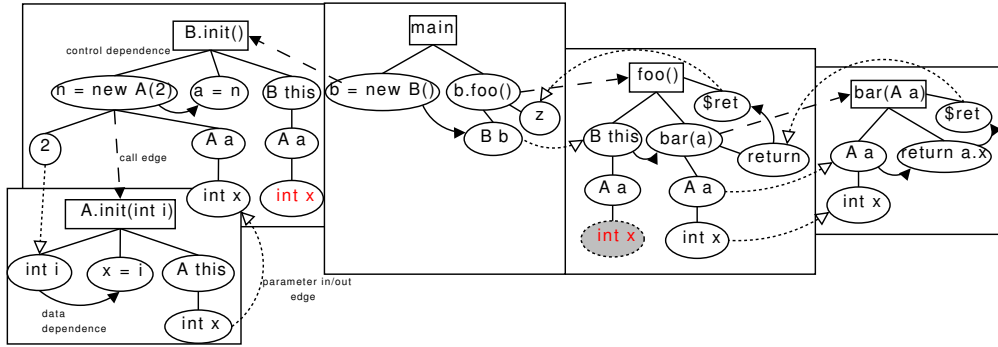 B.init()
control dependence
n = new A(2)
a = n
B this
2
A a
A a
call edge
int x
int x
A.init(int i)
int i
x = i
A this
data
dependence
int x
parameter in/out
edge
main
b = new B()
b.foo()
z
B b
foo()
$ret
B this
bar(a)
return
A a
A a
int x
int x
bar(A a)
$ret
A a
return a.x
int x